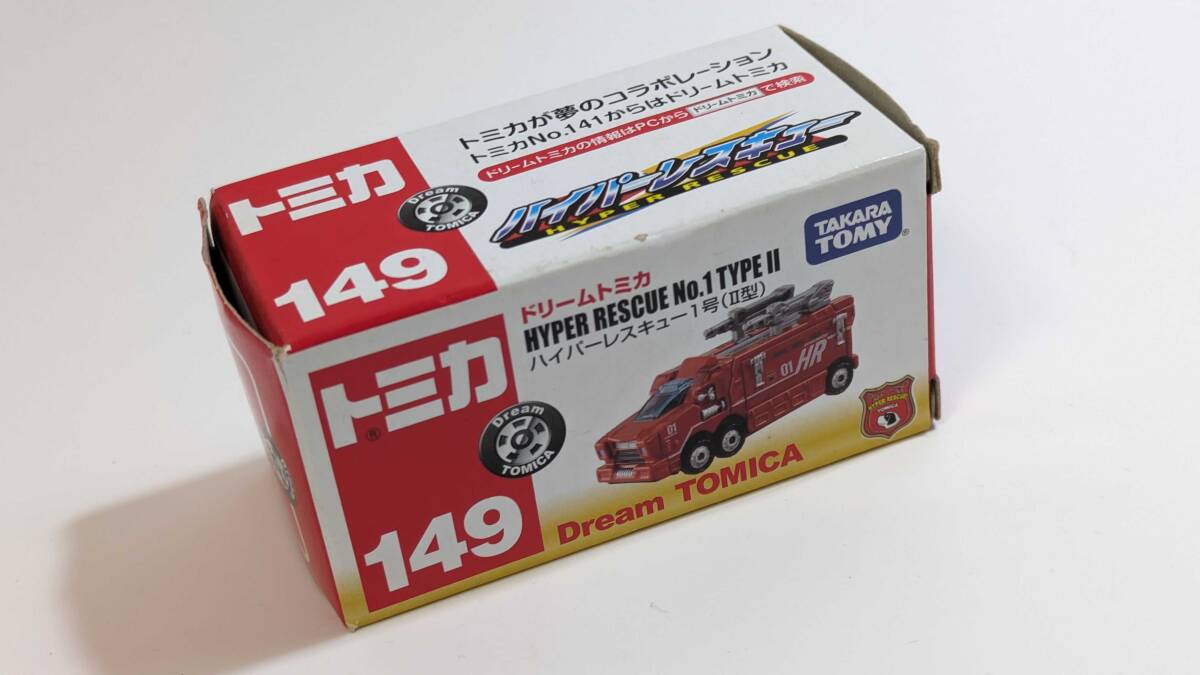 トミカが夢のコラボレーション
トミカNo.141からはドリームトミカ
ドリームトミカの情報はPCから ドリームトミカ で検索
トミカ
Dream
TOMICA
149
ハイパーレスキュー
HYPER RESCUE
TAKARA
TOMY®
ドリームトミカ
HYPER RESCUE No.1 TYPE II
ハイパーレスキュー1号(II型)
トミカ®
Dream
TOMICA
149
01
HR
01
HYPER RESCUE
TOMICA
Dream TOMICA